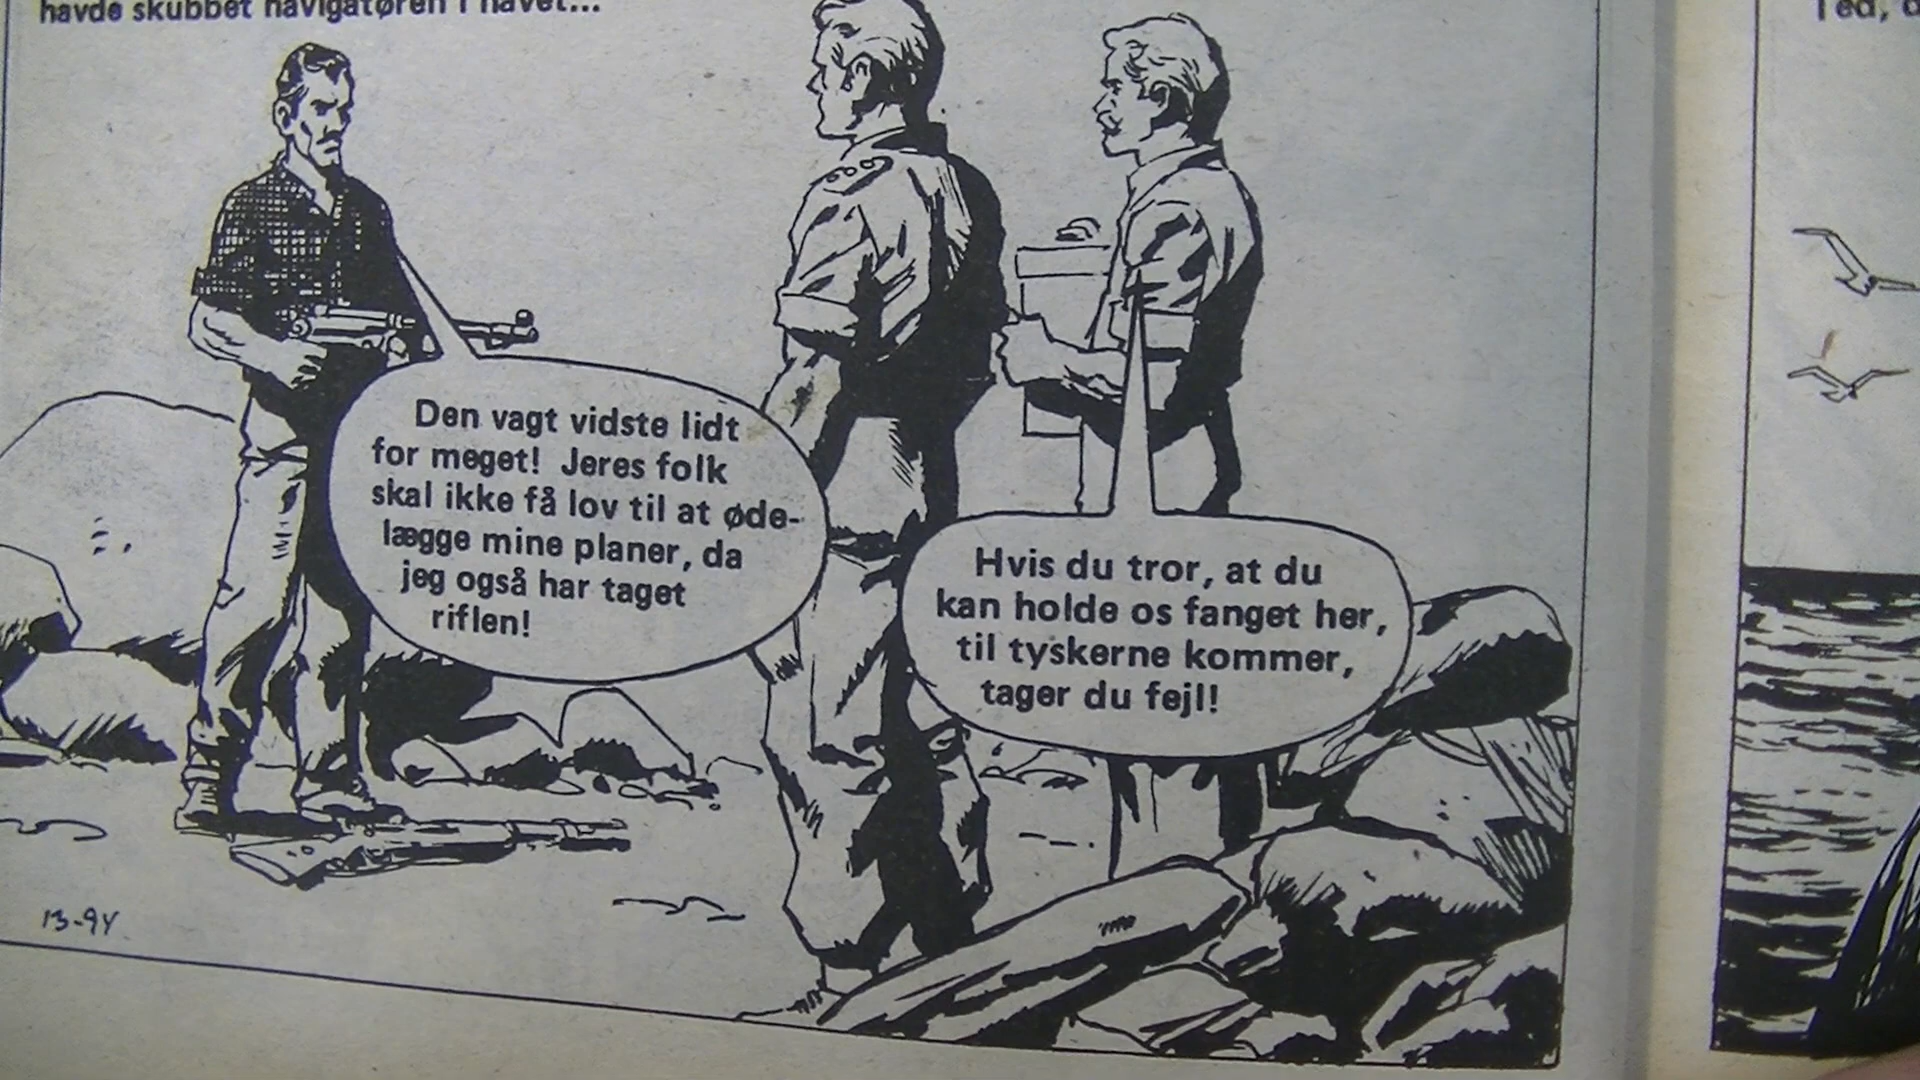 havde skubbet navigatøren i havet...
Den vagt vidste lidt
for meget! Jeres folk
skal ikke få lov til at øde-
lægge mine planer, da
jeg også har taget
riflen!
Hvis du tror, at du
kan holde os fanget her,
til tyskerne kommer,
tager du fejl!
13-94
Ted,